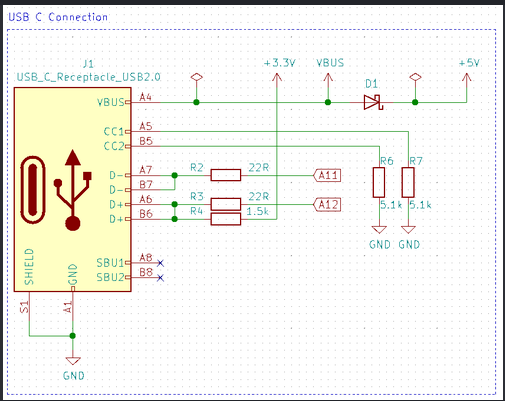 USB C Connection
J1
USB_C_Receptacle_USB2.0
+3.3V
VBUS
+5V
D1
VBUS
A4
CC1
A5
CC2
B5
D-
A7
R2
22R
A11
D-
B7
D+
A6
R3
22R
A12
D+
B6
R4
1.5k
R6
R7
5.1k
5.1k
GND
GND
SBU1
A8
SBU2
B8
SHIELD
GND
S1
A1
GND